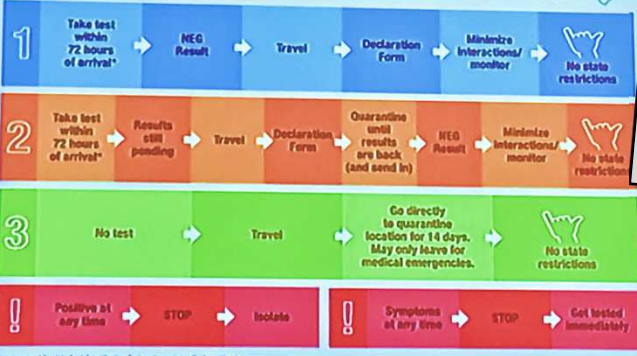 1
Take test
within
72 hours
of arrival*
NEG
Result
Travel
Declaration
Form
Minimize
interactions/
monitor
No state
restrictions
2
Take test
within
72 hours
of arrival*
Results
still
pending
Travel
Declaration
Form
Quarantine
until
results
are back
(and send in)
NEG
Result
Minimize
interactions/
monitor
No state
restrictions
3
No test
Travel
Go directly
to quarantine
location for 14 days.
May only leave for
medical emergencies.
No state
restrictions
!
Positive at
any time
STOP
Isolate
!
Symptoms
at any time
STOP
Get tested
immediately